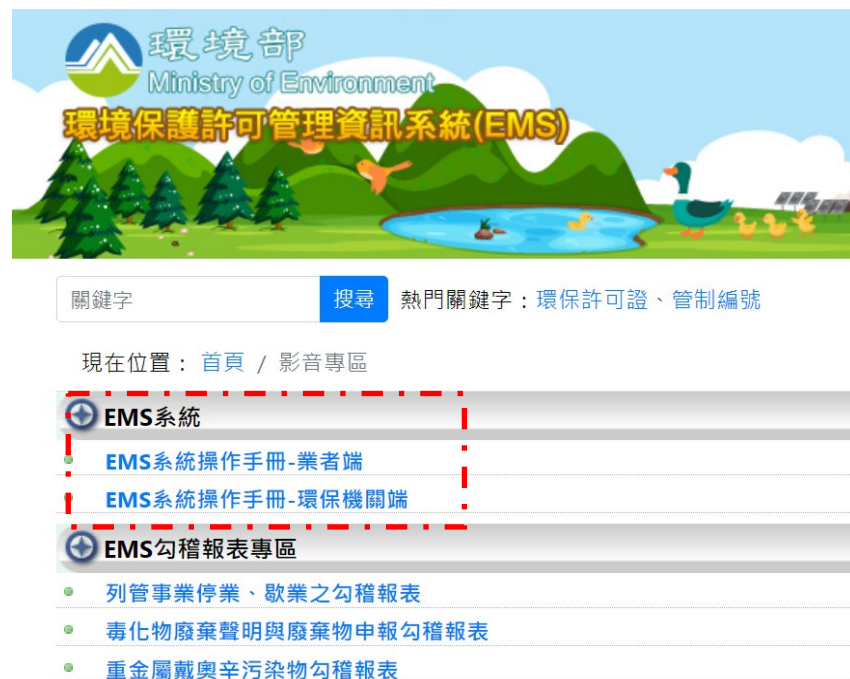 環境部
Ministry of Environment
環境保護許可管理資訊系統(EMS)
關鍵字 搜尋 熱門關鍵字：環保許可證、管制編號
現在位置： 首頁 / 影音專區
EMS系統
EMS系統操作手冊-業者端
EMS系統操作手冊-環保機關端
EMS勾稽報表專區
列管事業停業、歇業之勾稽報表
毒化物廢棄聲明與廢棄物申報勾稽報表
重金屬戴奧辛污染物勾稽報表